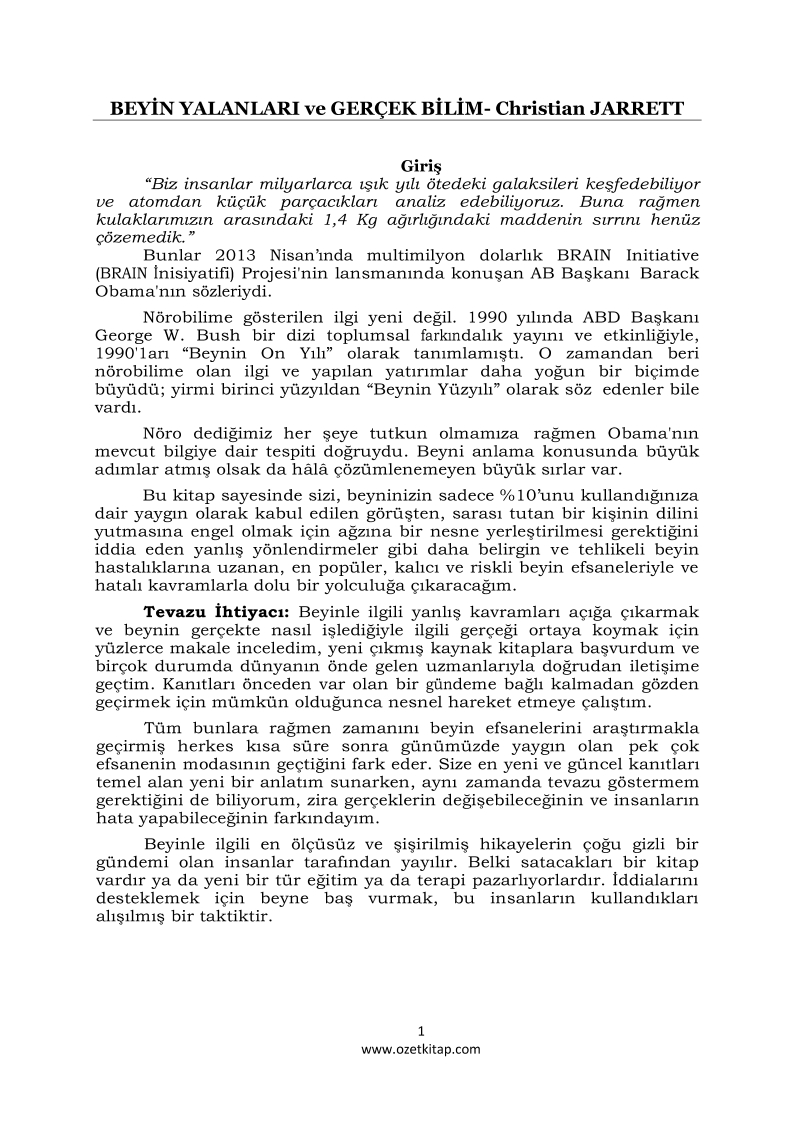 BEYİN YALANLARI ve GERÇEK BİLİM- Christian JARRETT
Giriş
“Biz insanlar milyarlarca ışık yılı ötedeki galaksileri keşfedebiliyor
ve atomdan küçük parçacıkları analiz edebiliyoruz. Buna rağmen
kulaklarımızın arasındaki 1,4 Kg ağırlığındaki maddenin sırrını henüz
çözemedik.”
Bunlar 2013 Nisan’ında multimilyon dolarlık BRAIN Initiative
(BRAIN İnisiyatifi) Projesi'nin lansmanında konuşan AB Başkanı Barack
Obama'nın sözleriydi.
Nörobilime gösterilen ilgi yeni değil. 1990 yılında ABD Başkanı
George W. Bush bir dizi toplumsal farkındalık yayını ve etkinliğiyle,
1990'1arı “Beynin On Yılı” olarak tanımlamıştı. O zamandan beri
nörobilime olan ilgi ve yapılan yatırımlar daha yoğun bir biçimde
büyüdü; yirmi birinci yüzyıldan “Beynin Yüzyılı” olarak söz edenler bile
vardı.
Nöro dediğimiz her şeye tutkun olmamıza rağmen Obama'nın
mevcut bilgiye dair tespiti doğruydu. Beyni anlama konusunda büyük
adımlar atmış olsak da hâlâ çözümlenemeyen büyük sırlar var.
Bu kitap sayesinde sizi, beyninizin sadece %10’unu kullandığınıza
dair yaygın olarak kabul edilen görüşten, sarası tutan bir kişinin dilini
yutmasına engel olmak için ağzına bir nesne yerleştirilmesi gerektiğini
iddia eden yanlış yönlendirmeler gibi daha belirgin ve tehlikeli beyin
hastalıklarına uzanan, en popüler, kalıcı ve riskli beyin efsaneleriyle ve
hatalı kavramlarla dolu bir yolculuğa çıkaracağım.
Tevazu İhtiyacı: Beyinle ilgili yanlış kavramları açığa çıkarmak
ve beynin gerçekte nasıl işlediğiyle ilgili gerçeği ortaya koymak için
yüzlerce makale inceledim, yeni çıkmış kaynak kitaplara başvurdum ve
birçok durumda dünyanın önde gelen uzmanlarıyla doğrudan iletişime
geçtim. Kanıtları önceden var olan bir gündeme bağlı kalmadan gözden
geçirmek için mümkün olduğunca nesnel hareket etmeye çalıştım.
Tüm bunlara rağmen zamanını beyin efsanelerini araştırmakla
geçirmiş herkes kısa süre sonra günümüzde yaygın olan pek çok
efsanenin modasının geçtiğini fark eder. Size en yeni ve güncel kanıtları
temel alan yeni bir anlatım sunarken, aynı zamanda tevazu göstermem
gerektiğini de biliyorum, zira gerçeklerin değişebileceğinin ve insanların
hata yapabileceğinin farkındayım.
Beyinle ilgili en ölçüsüz ve şişirilmiş hikayelerin çoğu gizli bir
gündemi olan insanlar tarafından yayılır. Belki satacakları bir kitap
vardır ya da yeni bir tür eğitim ya da terapi pazarlıyorlardır. İddialarını
desteklemek için beyne baş vurmak, bu insanların kullandıkları
alışılmış bir taktiktir.
1
www.ozetkitap.com